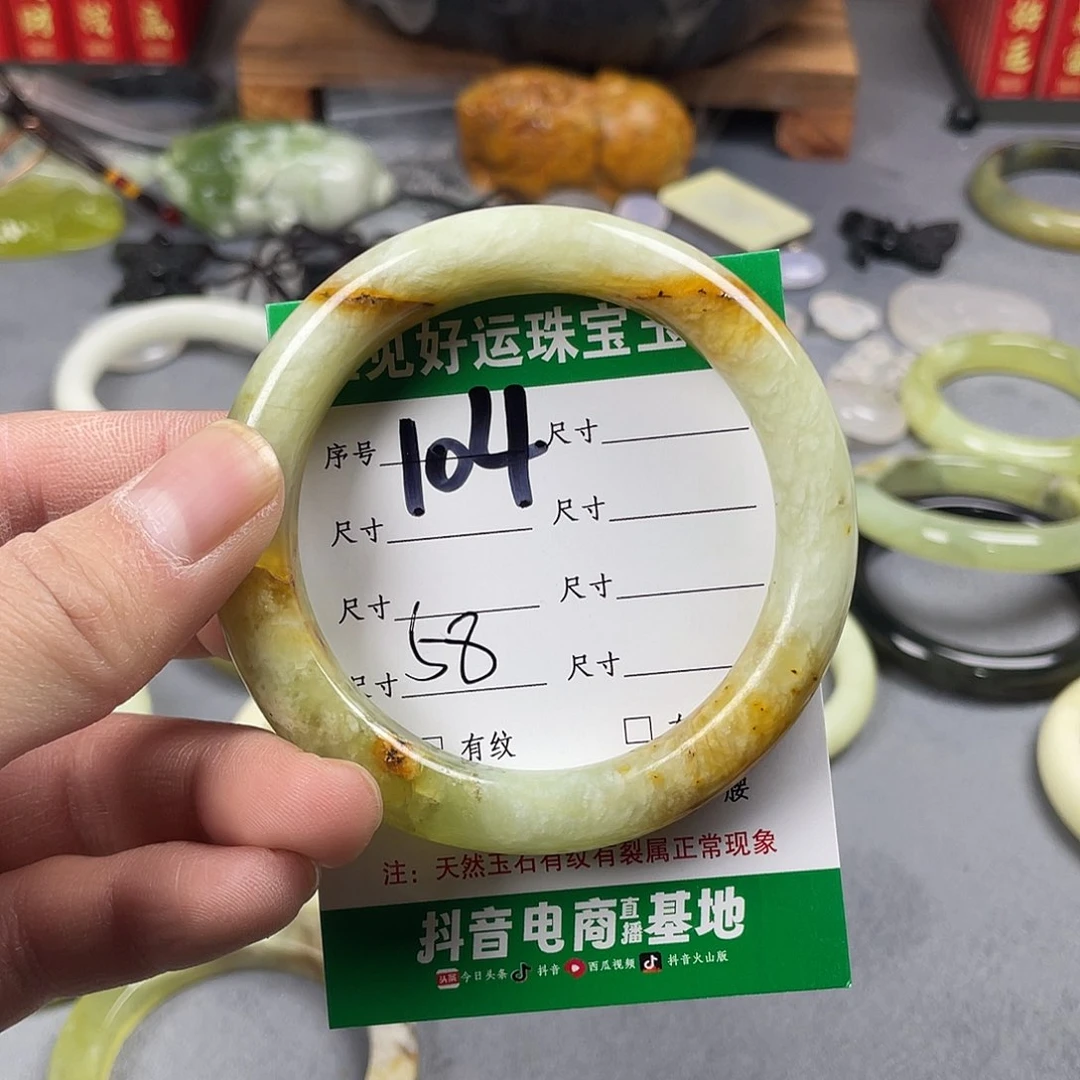 见好运珠宝玉
序号 104 尺寸
尺寸 尺寸
尺寸 尺寸
尺寸 58 尺寸
□ 有纹 □
注：天然玉石有纹有裂属正常现象
抖音电商直播基地
头条 今日头条 抖音 西瓜视频 抖音火山版